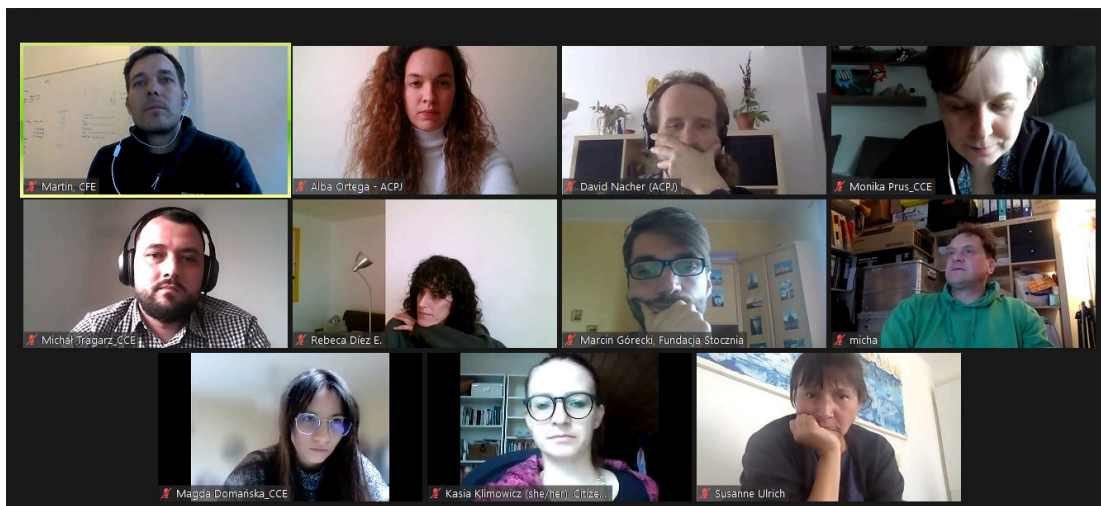 Martin, CFE
Alba Ortega - ACPJ
David Nacher (ACPJ)
Monika Prus_CCE
Michał Tragarz_CCE
Rebeca Díez E.
Marcin Górecki, Fundacja Stocznia
micha
Magda Domańska_CCE
Kasia Klimowicz (she/her) Citize...
Susanne Ulrich